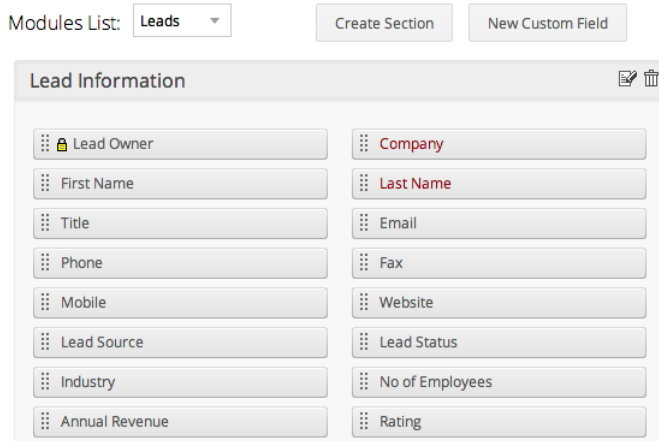 Modules List: Leads Create Section New Custom Field
Lead Information
Lead Owner Company
First Name Last Name
Title Email
Phone Fax
Mobile Website
Lead Source Lead Status
Industry No of Employees
Annual Revenue Rating